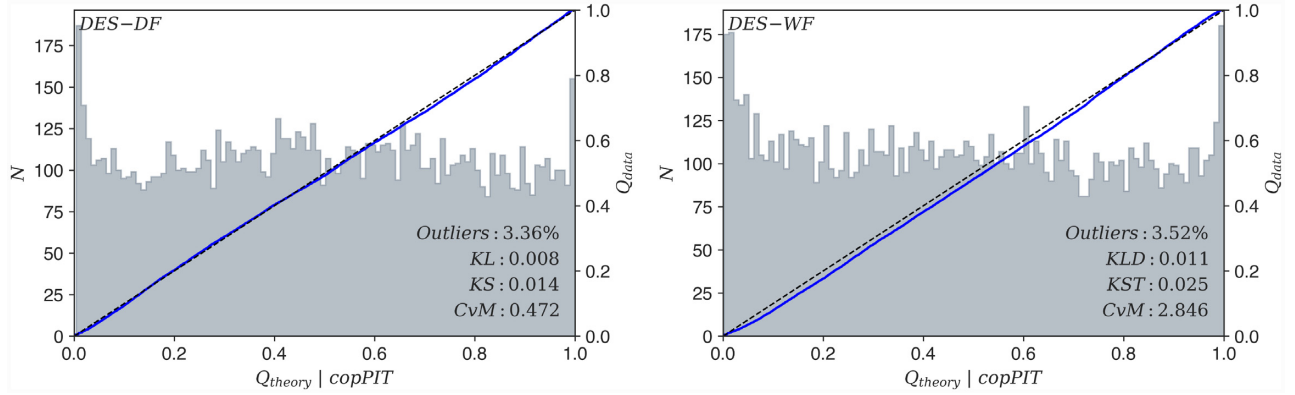 DES−DF
175
150
125
100
75
50
25
0
N
1.0
0.8
0.6
0.4
0.2
0.0
Q_data
Outliers : 3.36%
KL : 0.008
KS : 0.014
CvM : 0.472
0.0 0.2 0.4 0.6 0.8 1.0
Q_theory | copPIT
DES−WF
175
150
125
100
75
50
25
0
N
1.0
0.8
0.6
0.4
0.2
0.0
Q_data
Outliers : 3.52%
KLD : 0.011
KST : 0.025
CvM : 2.846
0.0 0.2 0.4 0.6 0.8 1.0
Q_theory | copPIT